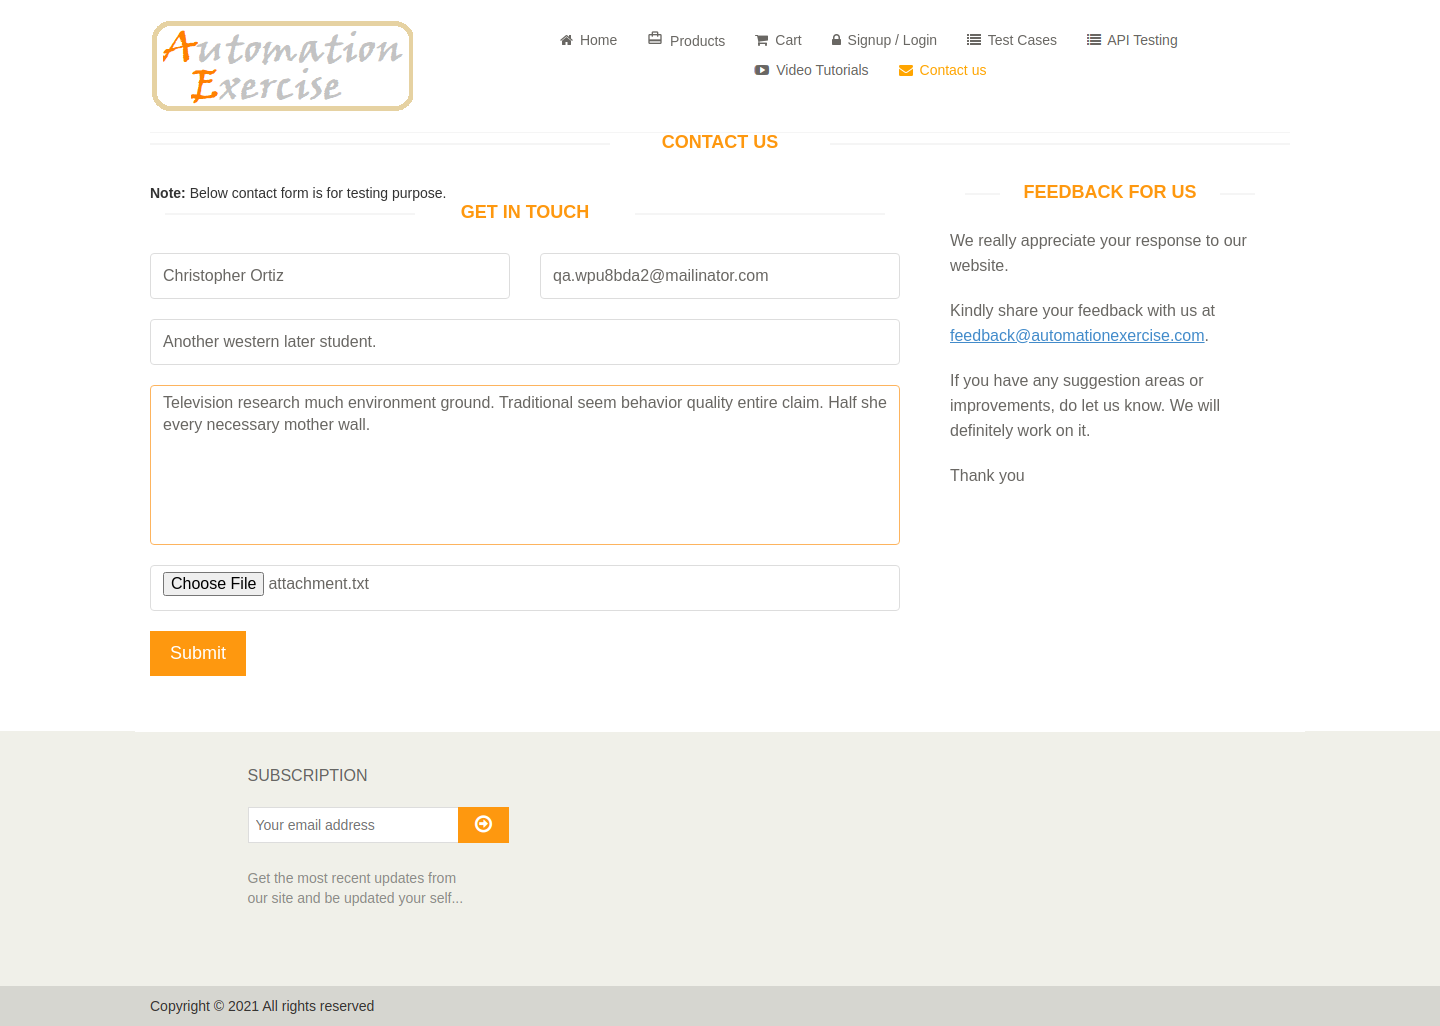 Automation
Exercise
Home
Products
Cart
Signup / Login
Test Cases
API Testing
Video Tutorials
Contact us
CONTACT US
Note: Below contact form is for testing purpose.
GET IN TOUCH
Christopher Ortiz
qa.wpu8bda2@mailinator.com
Another western later student.
Television research much environment ground. Traditional seem behavior quality entire claim. Half she
every necessary mother wall.
Choose File attachment.txt
Submit
FEEDBACK FOR US
We really appreciate your response to our
website.
Kindly share your feedback with us at
feedback@automationexercise.com.
If you have any suggestion areas or
improvements, do let us know. We will
definitely work on it.
Thank you
SUBSCRIPTION
Your email address
Get the most recent updates from
our site and be updated your self...
Copyright © 2021 All rights reserved